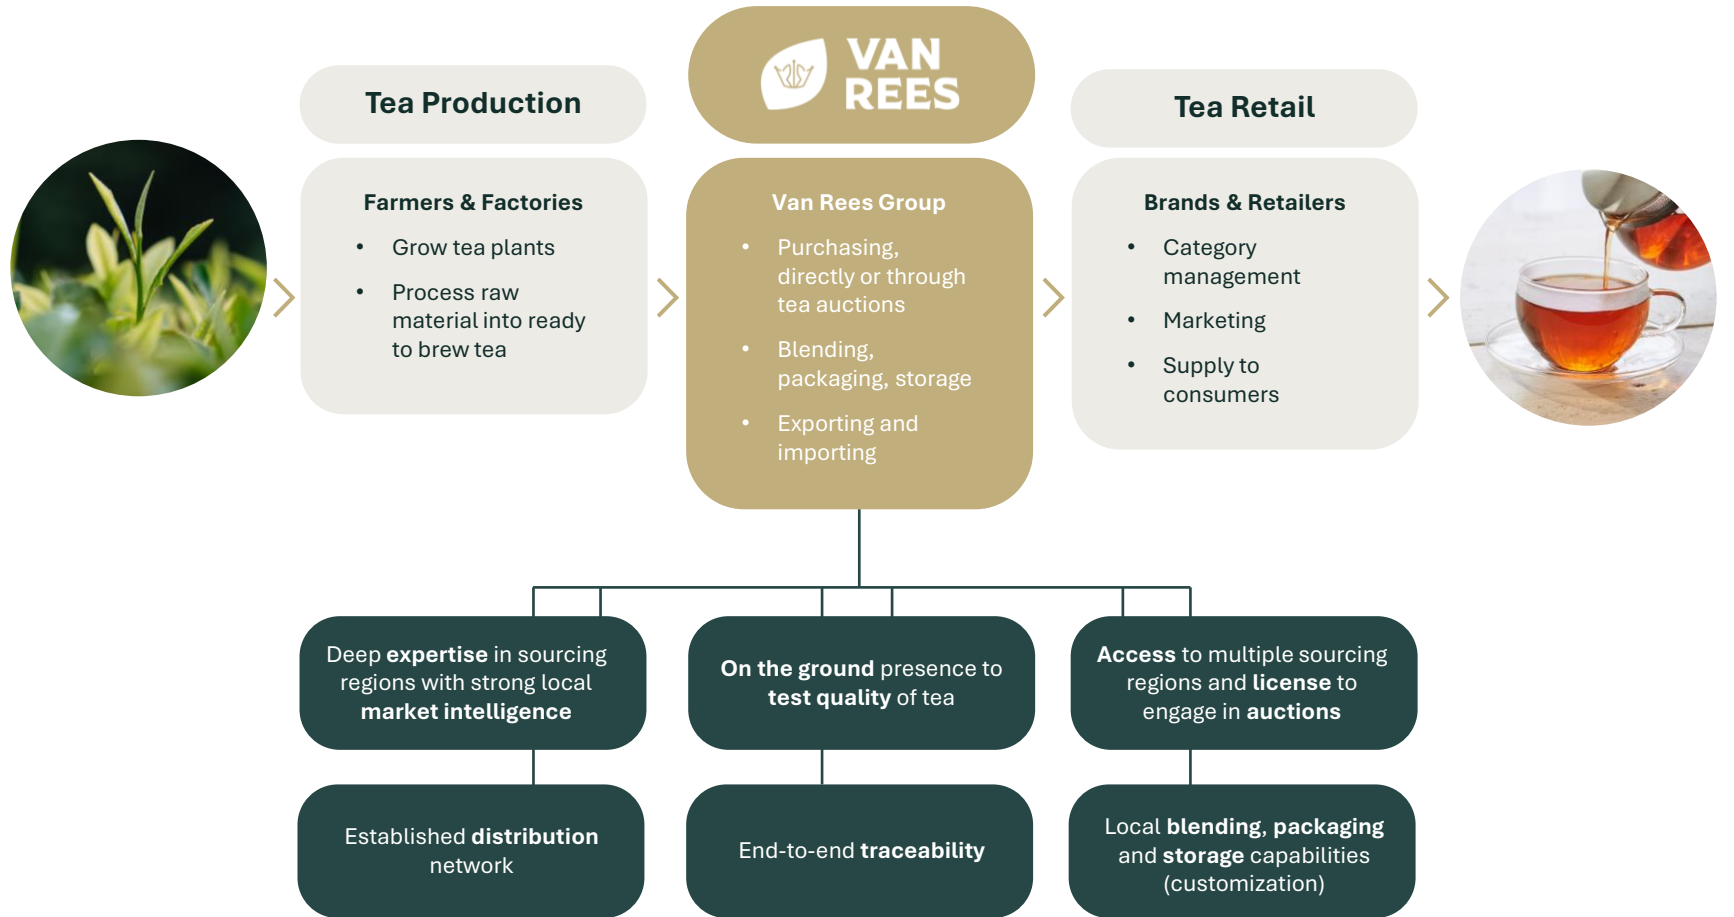 VAN
REES
Tea Production
Tea Retail
Farmers & Factories
• Grow tea plants
• Process raw
material into ready
to brew tea
Van Rees Group
• Purchasing,
directly or through
tea auctions
• Blending,
packaging, storage
• Exporting and
importing
Brands & Retailers
• Category
management
• Marketing
• Supply to
consumers
Deep expertise in sourcing
regions with strong local
market intelligence
On the ground presence to
test quality of tea
Access to multiple sourcing
regions and license to
engage in auctions
Established distribution
network
End-to-end traceability
Local blending, packaging
and storage capabilities
(customization)